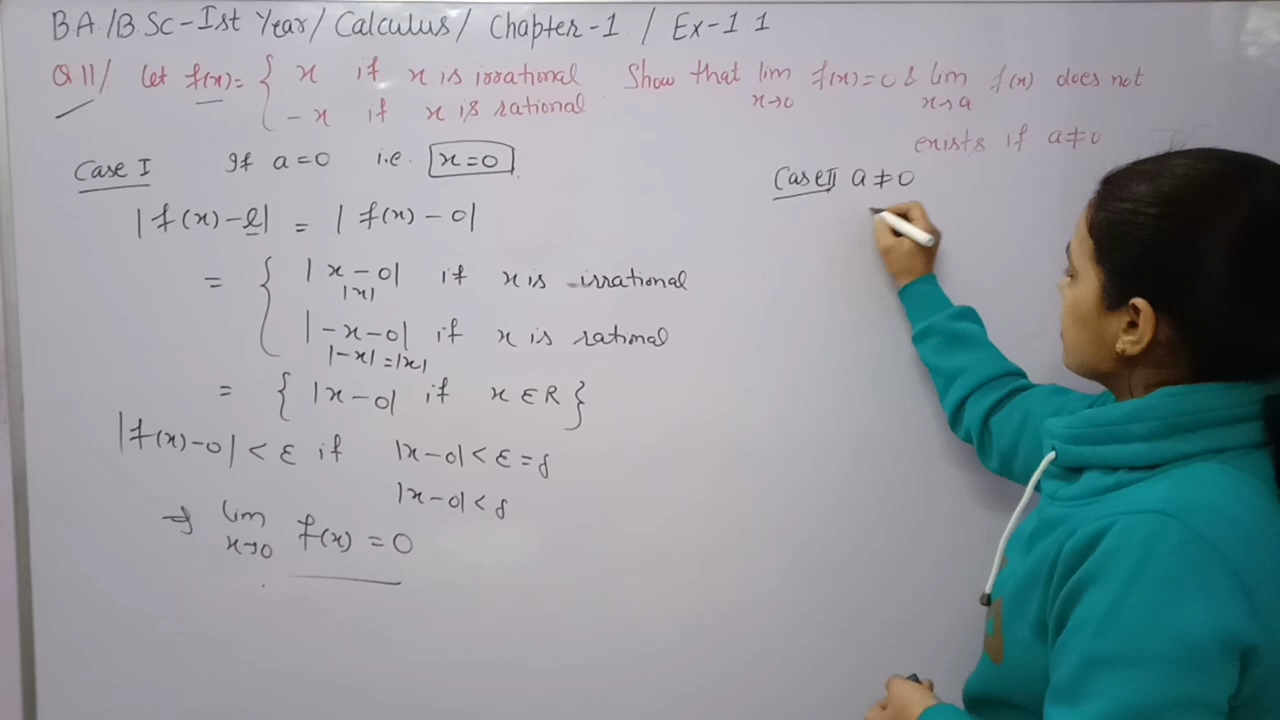 B.A./B.Sc-Ist Year/ Calculus/ Chapter-1 / Ex-1.1
Q 11/ Let f(x)= { x if x is irrational Show that lim x→0 f(x)=0 & lim x→a f(x) does not
-x if x is rational exists if a≠0
Case I If a=0 i.e. x=0
|f(x)-l| = |f(x)-0|
= { |x-0| if x is irrational
|x|
|-x-0| if x is rational
|-x|=|x|
= { |x-0| if x ∈ R }
|f(x)-0| < ε if |x-0| < ε = δ
|x-0| < δ
⇒ lim x→0 f(x) = 0
Case II a ≠ 0